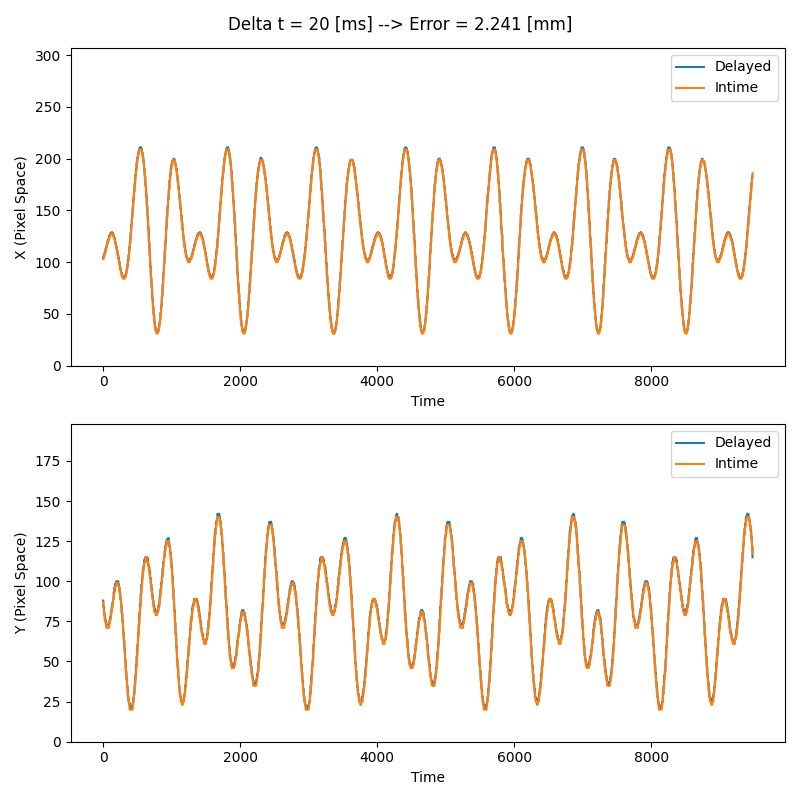 Delta t = 20 [ms] --> Error = 2.241 [mm]
300
250
200
150
100
50
0
X (Pixel Space)
Delayed
Intime
0 2000 4000 6000 8000
Time
175
150
125
100
75
50
25
0
Y (Pixel Space)
Delayed
Intime
0 2000 4000 6000 8000
Time